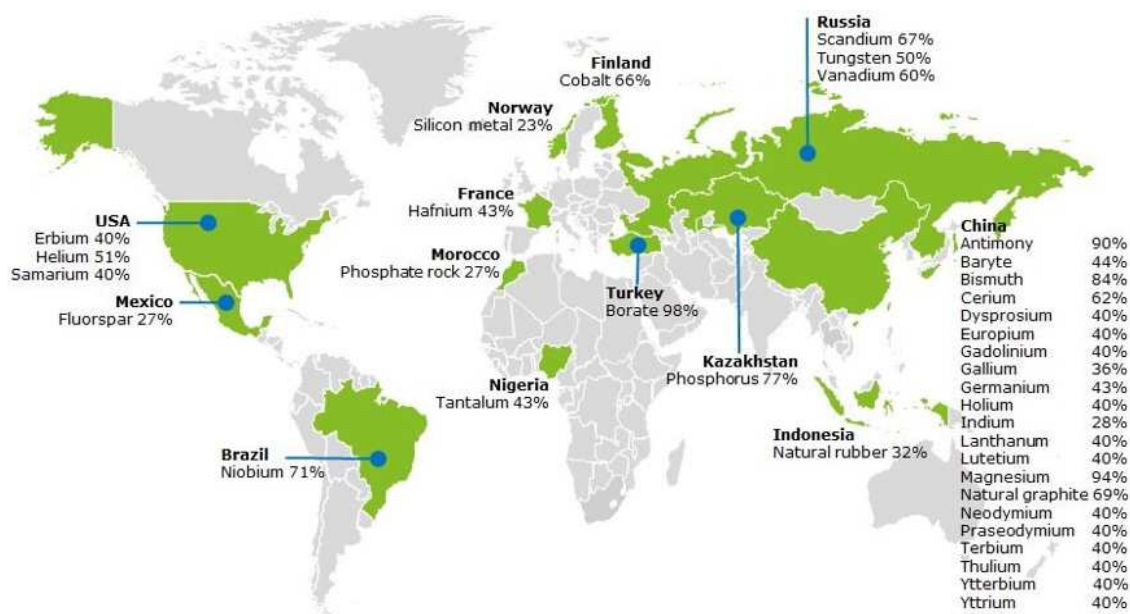 Russia
Scandium 67%
Tungsten 50%
Vanadium 60%
Finland
Cobalt 66%
Norway
Silicon metal 23%
France
Hafnium 43%
USA
Erbium 40%
Helium 51%
Samarium 40%
Morocco
Phosphate rock 27%
Mexico
Fluorspar 27%
Turkey
Borate 98%
Kazakhstan
Phosphorus 77%
Nigeria
Tantalum 43%
Brazil
Niobium 71%
Indonesia
Natural rubber 32%
China
Antimony 90%
Baryte 44%
Bismuth 84%
Cerium 62%
Dysprosium 40%
Europium 40%
Gadolinium 40%
Gallium 36%
Germanium 43%
Holium 40%
Indium 28%
Lanthanum 40%
Lutetium 40%
Magnesium 94%
Natural graphite 69%
Neodymium 40%
Praseodymium 40%
Terbium 40%
Thulium 40%
Ytterbium 40%
Yttrium 40%